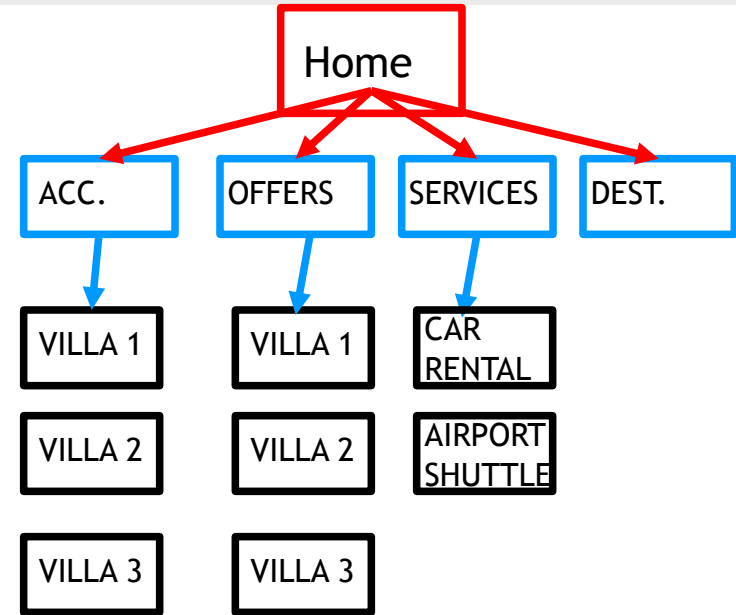 Home
ACC.
OFFERS
SERVICES
DEST.
VILLA 1
VILLA 1
CAR
RENTAL
VILLA 2
VILLA 2
AIRPORT
SHUTTLE
VILLA 3
VILLA 3